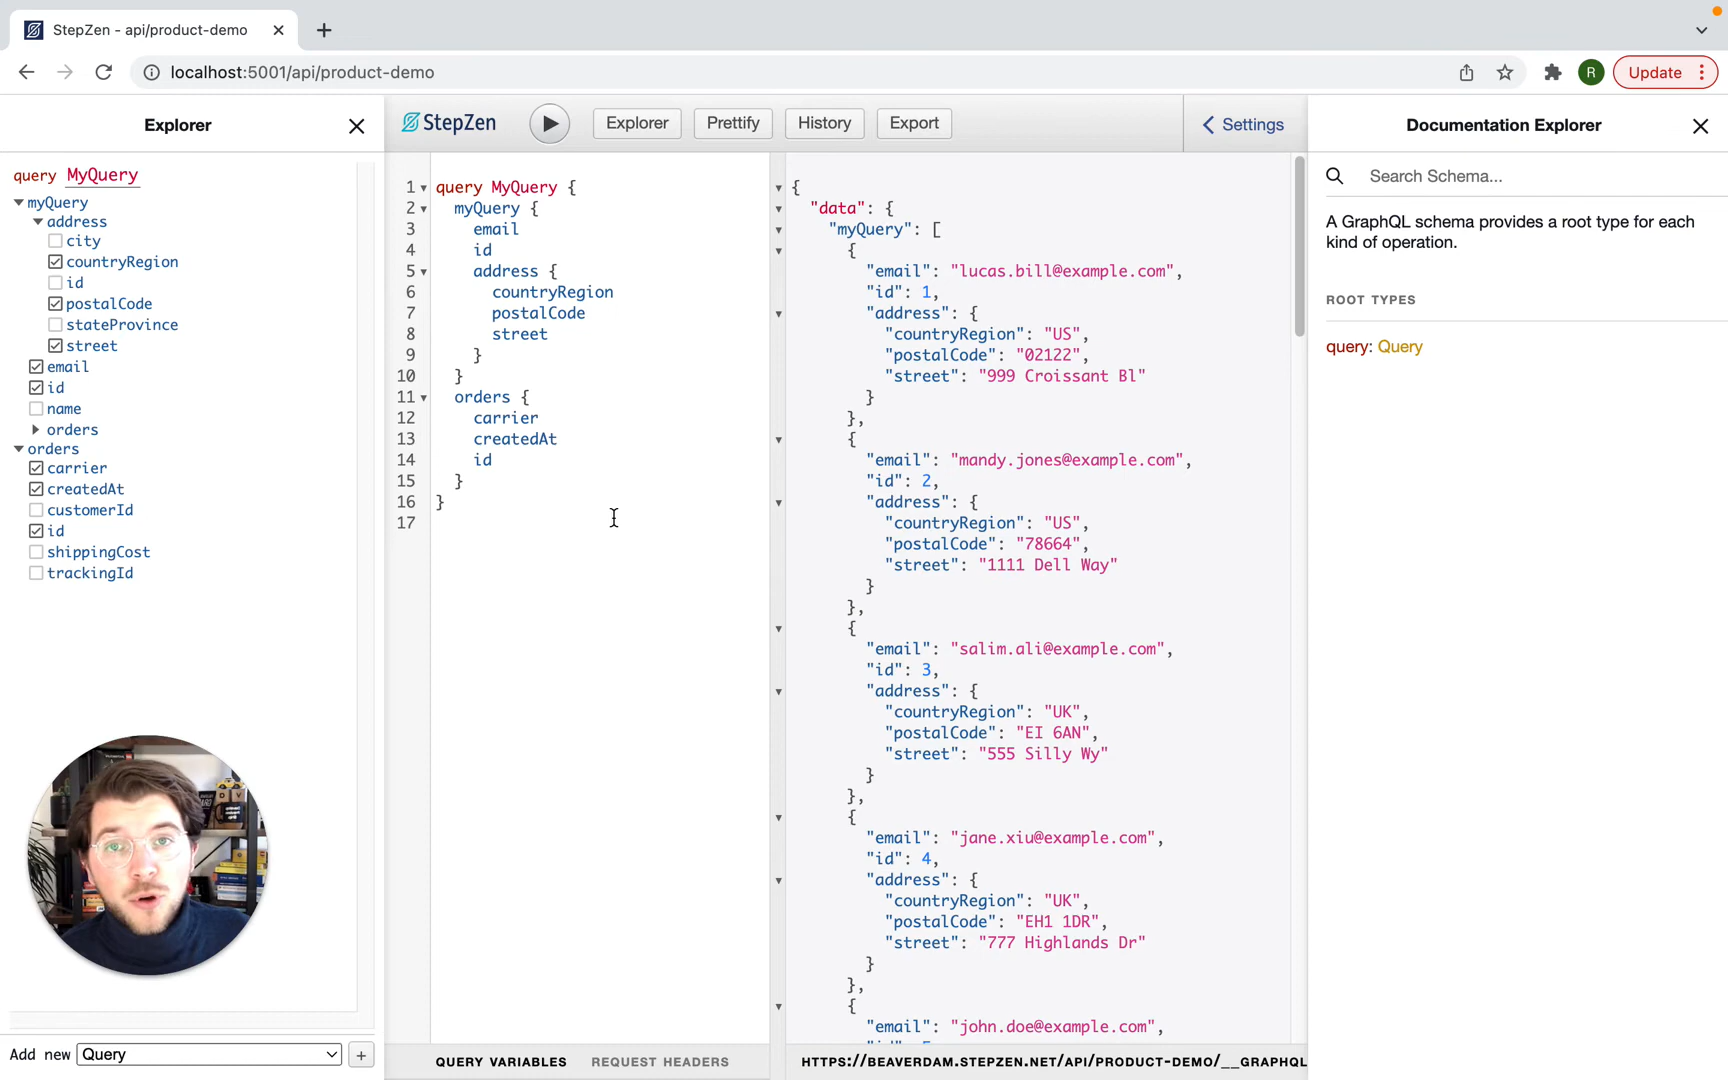 StepZen - api/product-demo
localhost:5001/api/product-demo
R
Update
Explorer
StepZen
Explorer
Prettify
History
Export
Settings
Documentation Explorer
query MyQuery
myQuery
address
city
countryRegion
id
postalCode
stateProvince
street
email
id
name
orders
orders
carrier
createdAt
customerId
id
shippingCost
trackingId
Add new Query
+
1 query MyQuery {
2 myQuery {
3 email
4 id
5 address {
6 countryRegion
7 postalCode
8 street
9 }
10 }
11 orders {
12 carrier
13 createdAt
14 id
15 }
16 }
17
QUERY VARIABLES REQUEST HEADERS
{
"data": {
"myQuery": [
{
"email": "lucas.bill@example.com",
"id": 1,
"address": {
"countryRegion": "US",
"postalCode": "02122",
"street": "999 Croissant Bl"
}
},
{
"email": "mandy.jones@example.com",
"id": 2,
"address": {
"countryRegion": "US",
"postalCode": "78664",
"street": "1111 Dell Way"
}
},
{
"email": "salim.ali@example.com",
"id": 3,
"address": {
"countryRegion": "UK",
"postalCode": "EI 6AN",
"street": "555 Silly Wy"
}
},
{
"email": "jane.xiu@example.com",
"id": 4,
"address": {
"countryRegion": "UK",
"postalCode": "EH1 1DR",
"street": "777 Highlands Dr"
}
},
{
"email": "john.doe@example.com",
HTTPS://BEAVERDAM.STEPZEN.NET/API/PRODUCT-DEMO/__GRAPHQL
Search Schema...
A GraphQL schema provides a root type for each
kind of operation.
ROOT TYPES
query: Query